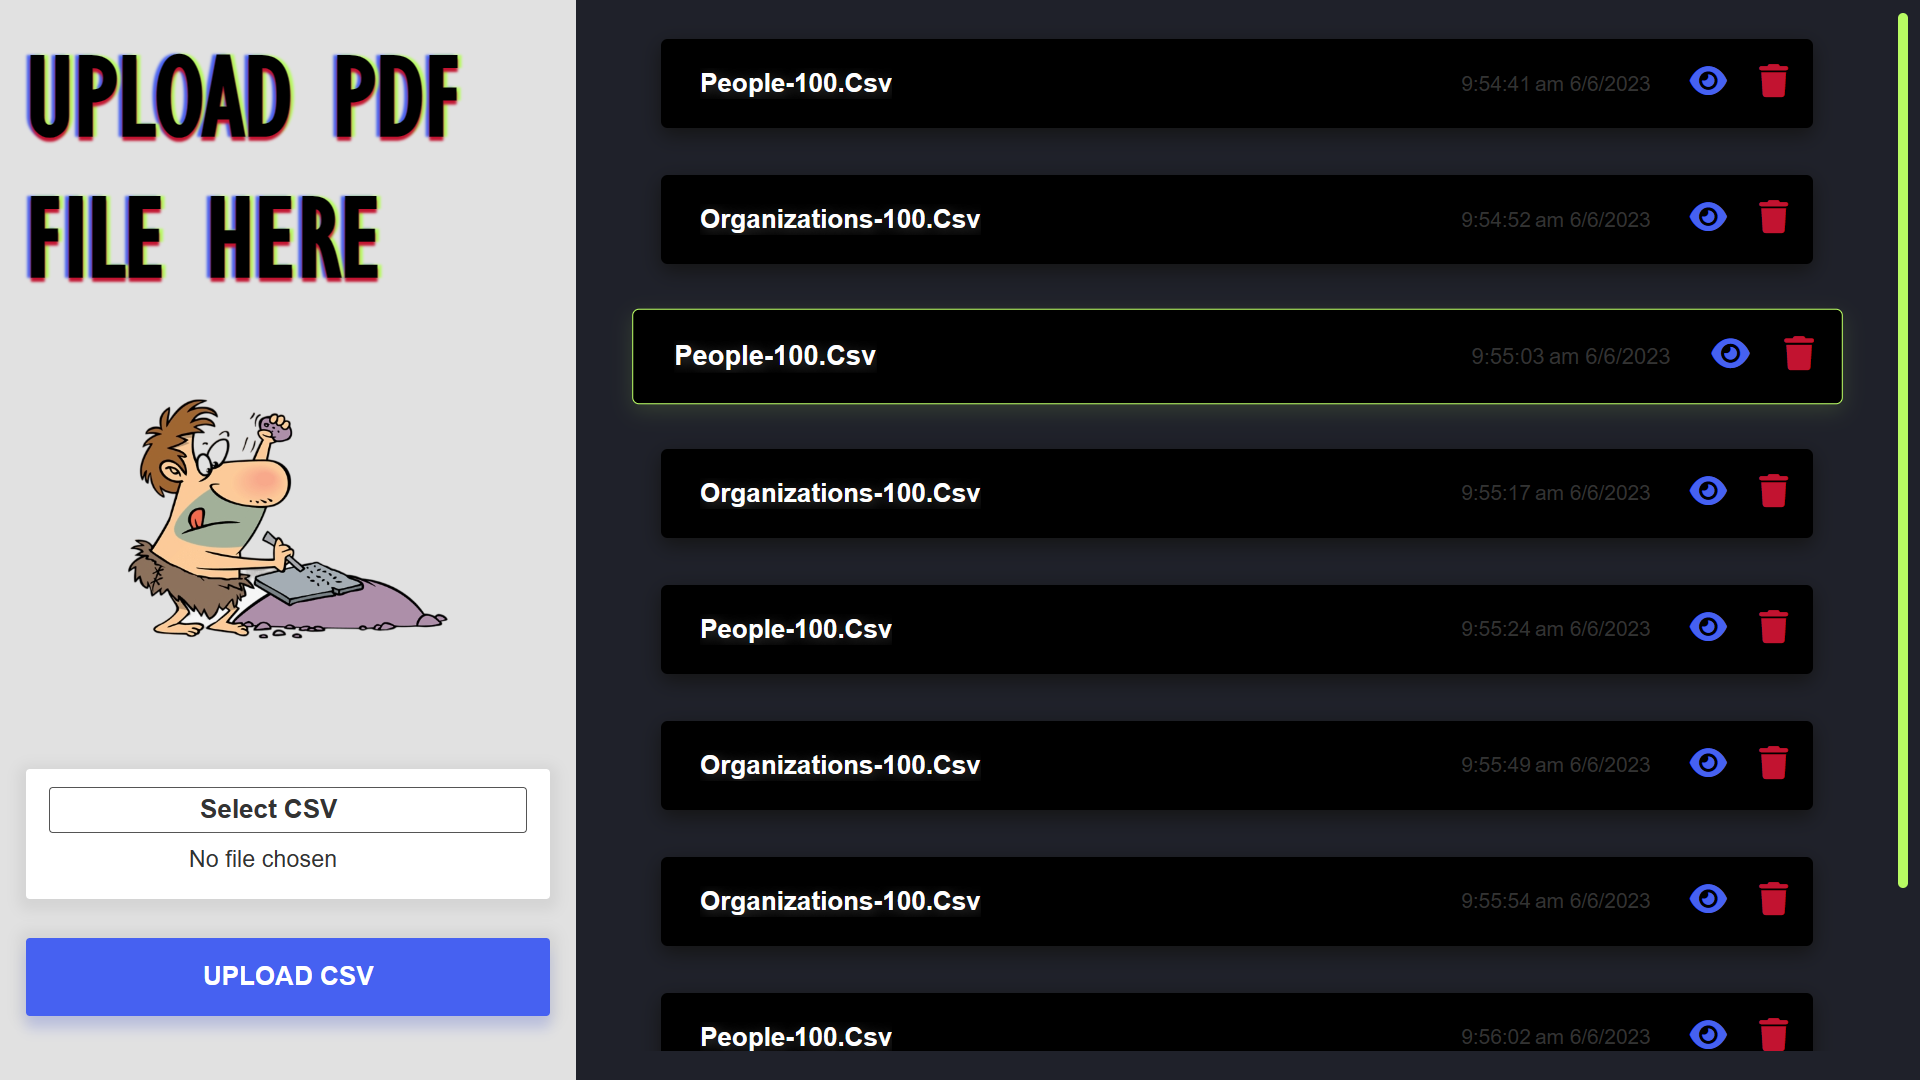 UPLOAD PDF
FILE HERE
Select CSV
No file chosen
UPLOAD CSV
People-100.Csv 9:54:41 am 6/6/2023
Organizations-100.Csv 9:54:52 am 6/6/2023
People-100.Csv 9:55:03 am 6/6/2023
Organizations-100.Csv 9:55:17 am 6/6/2023
People-100.Csv 9:55:24 am 6/6/2023
Organizations-100.Csv 9:55:49 am 6/6/2023
Organizations-100.Csv 9:55:54 am 6/6/2023
People-100.Csv 9:56:02 am 6/6/2023